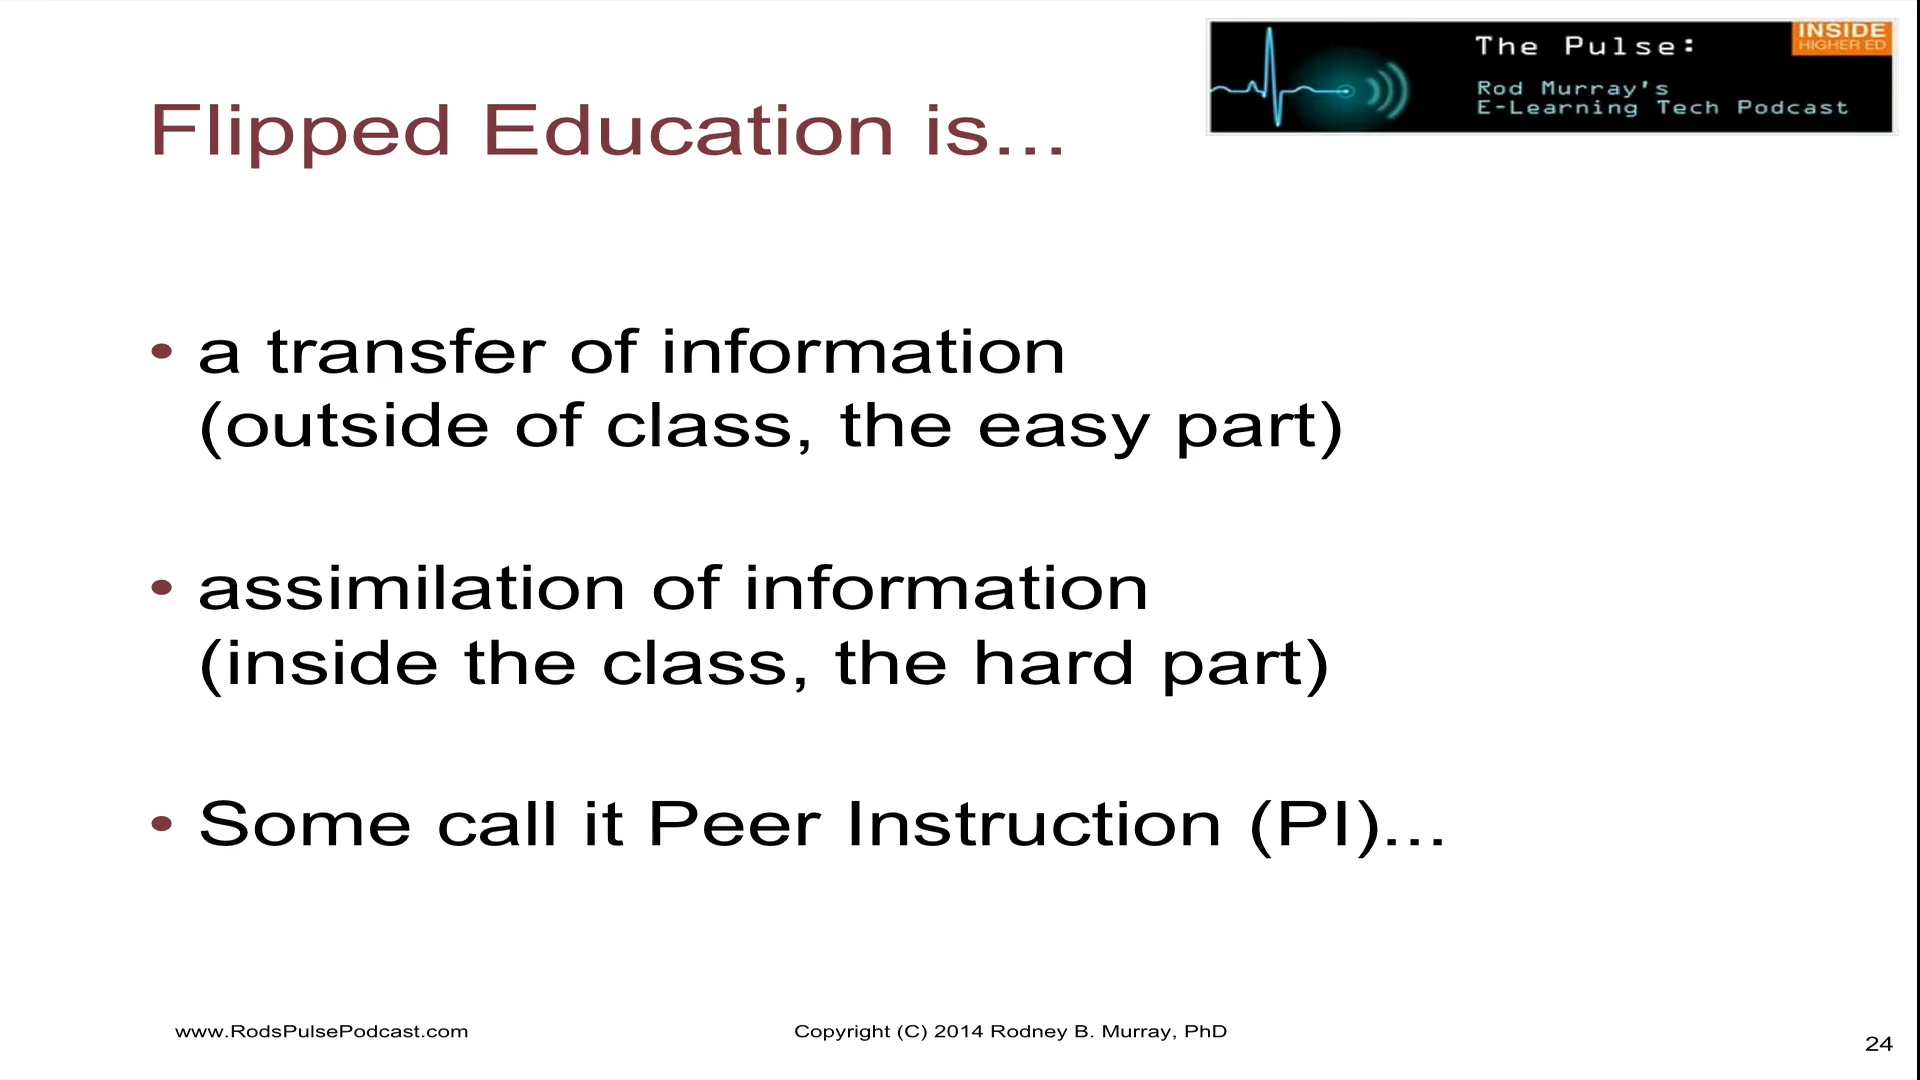 INSIDE
HIGHER ED
The Pulse:
Rod Murray's
E-Learning Tech Podcast
Flipped Education is...
• a transfer of information
(outside of class, the easy part)
• assimilation of information
(inside the class, the hard part)
• Some call it Peer Instruction (PI)...
www.RodsPulsePodcast.com
Copyright (C) 2014 Rodney B. Murray, PhD
24